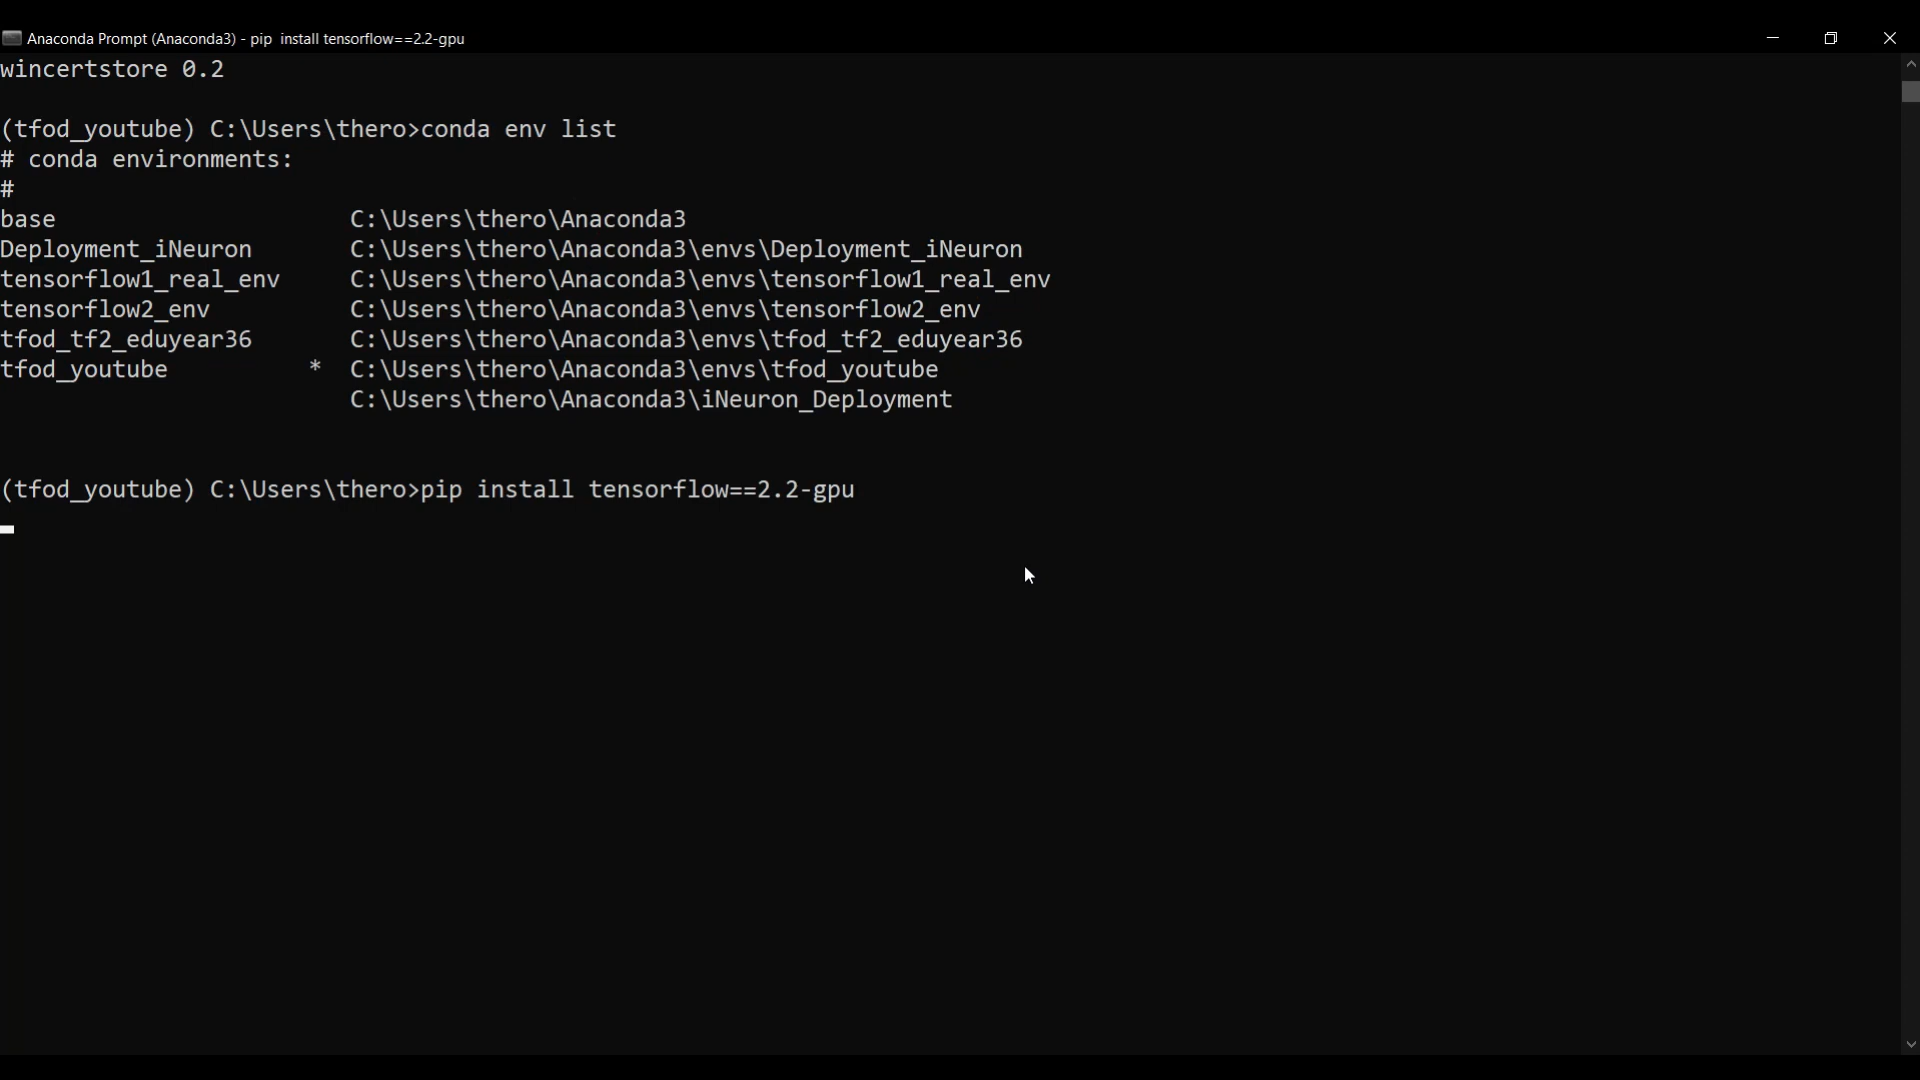 Anaconda Prompt (Anaconda3) - pip  install tensorflow==2.2-gpu
wincertstore 0.2
(tfod_youtube) C:\Users\thero>conda env list
# conda environments:
#
base                     C:\Users\thero\Anaconda3
Deployment_iNeuron       C:\Users\thero\Anaconda3\envs\Deployment_iNeuron
tensorflow1_real_env     C:\Users\thero\Anaconda3\envs\tensorflow1_real_env
tensorflow2_env          C:\Users\thero\Anaconda3\envs\tensorflow2_env
tfod_tf2_eduyear36       C:\Users\thero\Anaconda3\envs\tfod_tf2_eduyear36
tfod_youtube          *  C:\Users\thero\Anaconda3\envs\tfod_youtube
                         C:\Users\thero\Anaconda3\iNeuron_Deployment
(tfod_youtube) C:\Users\thero>pip install tensorflow==2.2-gpu